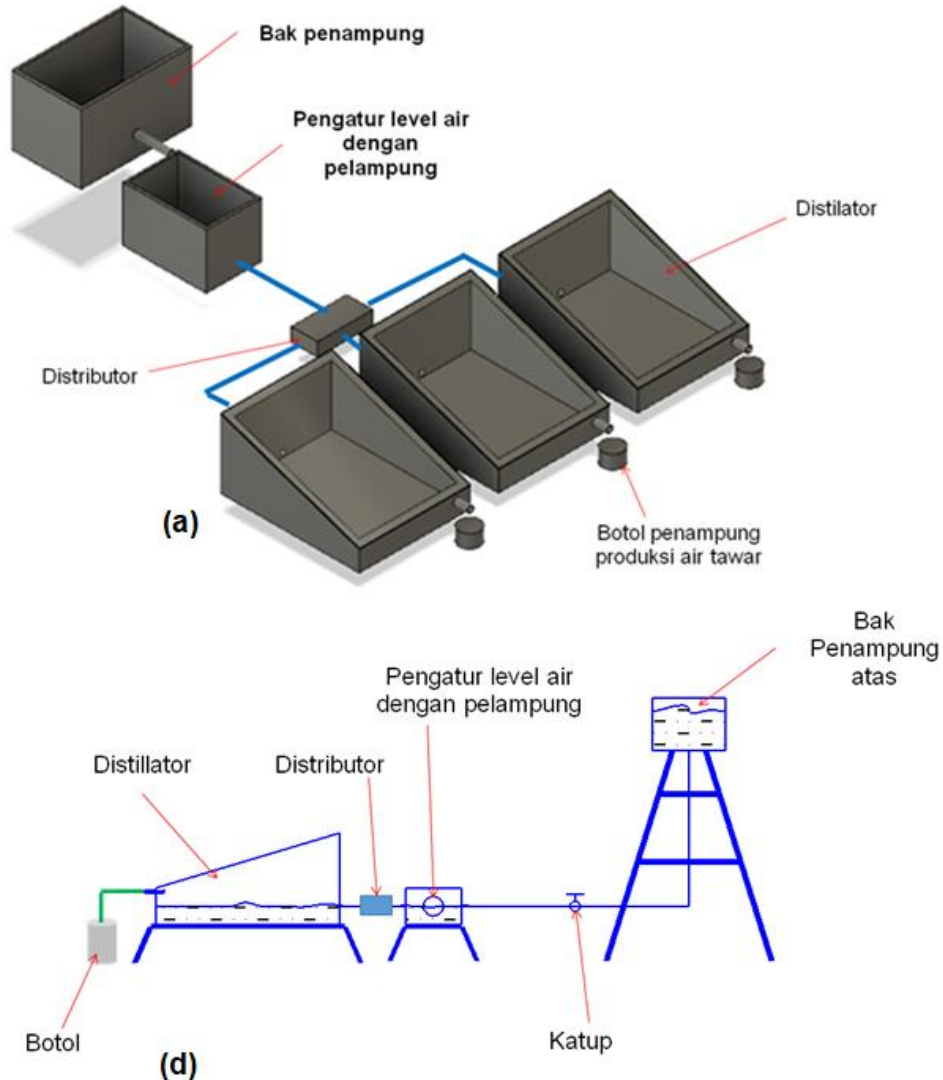 Bak penampung
Pengatur level air
dengan
pelampung
Distilator
Distributor
(a)
Botol penampung
produksi air tawar
Bak
Penampung
atas
Pengatur level air
dengan pelampung
Distillator
Distributor
Botol
Katup
(d)